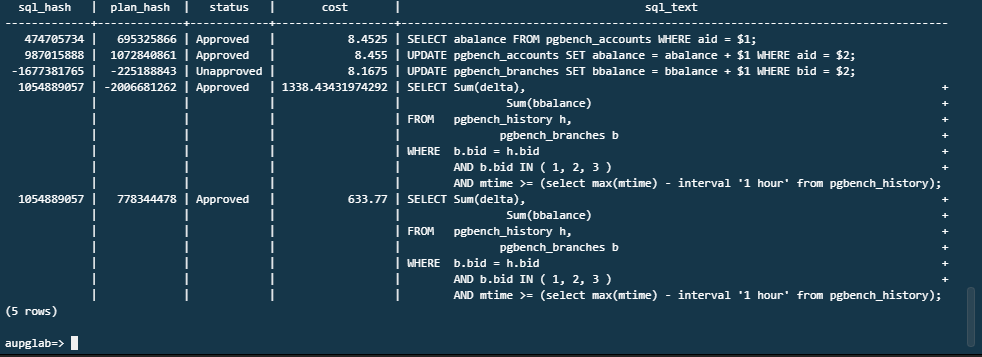 sql_hash   |  plan_hash  |   status   |       cost       |                                      sql_text
-------------+-------------+------------+------------------+------------------------------------------------------------------------------------
   474705734 |   695325866 | Approved   |           8.4525 | SELECT abalance FROM pgbench_accounts WHERE aid = $1;
   987015888 |  1072840861 | Approved   |            8.455 | UPDATE pgbench_accounts SET abalance = abalance + $1 WHERE aid = $2;
 -1677381765 |  -225188843 | Unapproved |           8.1675 | UPDATE pgbench_branches SET bbalance = bbalance + $1 WHERE bid = $2;
  1054889057 | -2006681262 | Approved   | 1338.43431974292 | SELECT Sum(delta),                                                                +
             |             |            |                  |               Sum(bbalance)                                                       +
             |             |            |                  | FROM   pgbench_history h,                                                         +
             |             |            |                  |              pgbench_branches b                                                   +
             |             |            |                  | WHERE  b.bid = h.bid                                                              +
             |             |            |                  |        AND b.bid IN ( 1, 2, 3 )                                                   +
             |             |            |                  |        AND mtime >= (select max(mtime) - interval '1 hour' from pgbench_history);
  1054889057 |   778344478 | Approved   |           633.77 | SELECT Sum(delta),                                                                +
             |             |            |                  |               Sum(bbalance)                                                       +
             |             |            |                  | FROM   pgbench_history h,                                                         +
             |             |            |                  |              pgbench_branches b                                                   +
             |             |            |                  | WHERE  b.bid = h.bid                                                              +
             |             |            |                  |        AND b.bid IN ( 1, 2, 3 )                                                   +
             |             |            |                  |        AND mtime >= (select max(mtime) - interval '1 hour' from pgbench_history);
(5 rows)
aupglab=>